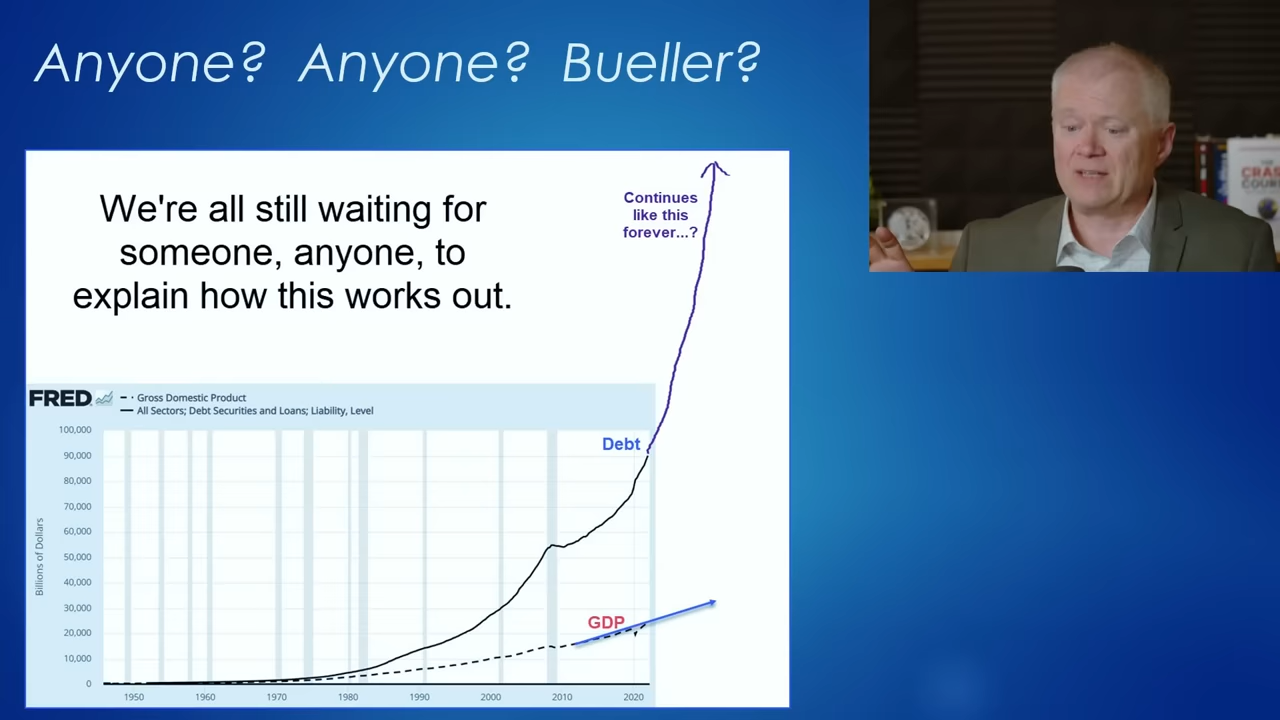 Anyone? Anyone? Bueller?
We're all still waiting for
someone, anyone, to
explain how this works out.
Continues
like this
forever...?
FRED
Gross Domestic Product
All Sectors; Debt Securities and Loans; Liability, Level
100,000
90,000
80,000
70,000
60,000
50,000
40,000
30,000
20,000
10,000
0
Billions of Dollars
Debt
GDP
1950 1960 1970 1980 1990 2000 2010 2020
THE
CRAS
COUR